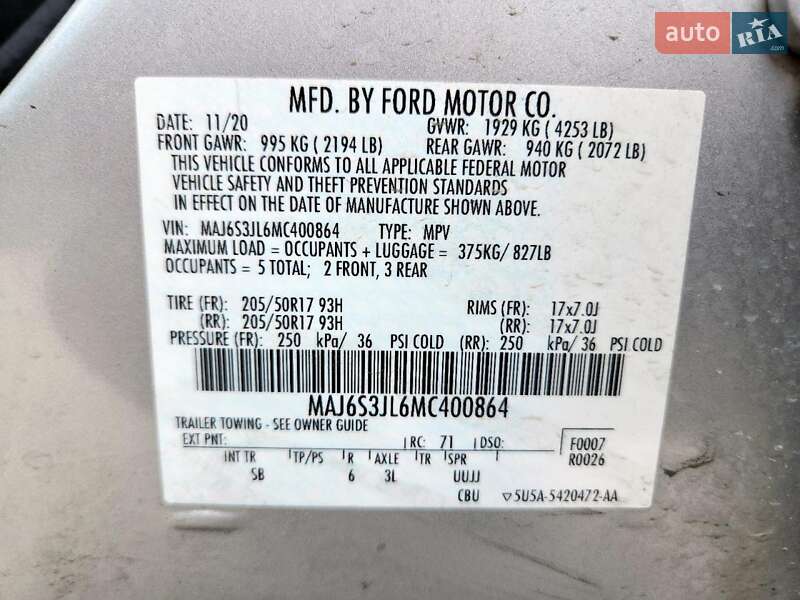 auto RIA .com
MFD. BY FORD MOTOR CO.
DATE: 11/20 GVWR: 1929 KG ( 4253 LB)
FRONT GAWR: 995 KG ( 2194 LB) REAR GAWR: 940 KG ( 2072 LB)
THIS VEHICLE CONFORMS TO ALL APPLICABLE FEDERAL MOTOR
VEHICLE SAFETY AND THEFT PREVENTION STANDARDS
IN EFFECT ON THE DATE OF MANUFACTURE SHOWN ABOVE.
VIN: MAJ6S3JL6MC400864 TYPE: MPV
MAXIMUM LOAD = OCCUPANTS + LUGGAGE = 375KG/ 827LB
OCCUPANTS = 5 TOTAL; 2 FRONT, 3 REAR
TIRE (FR): 205/50R17 93H RIMS (FR): 17x7.0J
(RR): 205/50R17 93H (RR): 17x7.0J
PRESSURE (FR): 250 kPa/ 36 PSI COLD (RR): 250 kPa/ 36 PSI COLD
MAJ6S3JL6MC400864
TRAILER TOWING - SEE OWNER GUIDE
EXT PNT: RC: 71 DSO: F0007
INT TR TP/PS R AXLE TR SPR R0026
SB 6 3L UUJJ
CBU ▽5U5A-5420472-AA